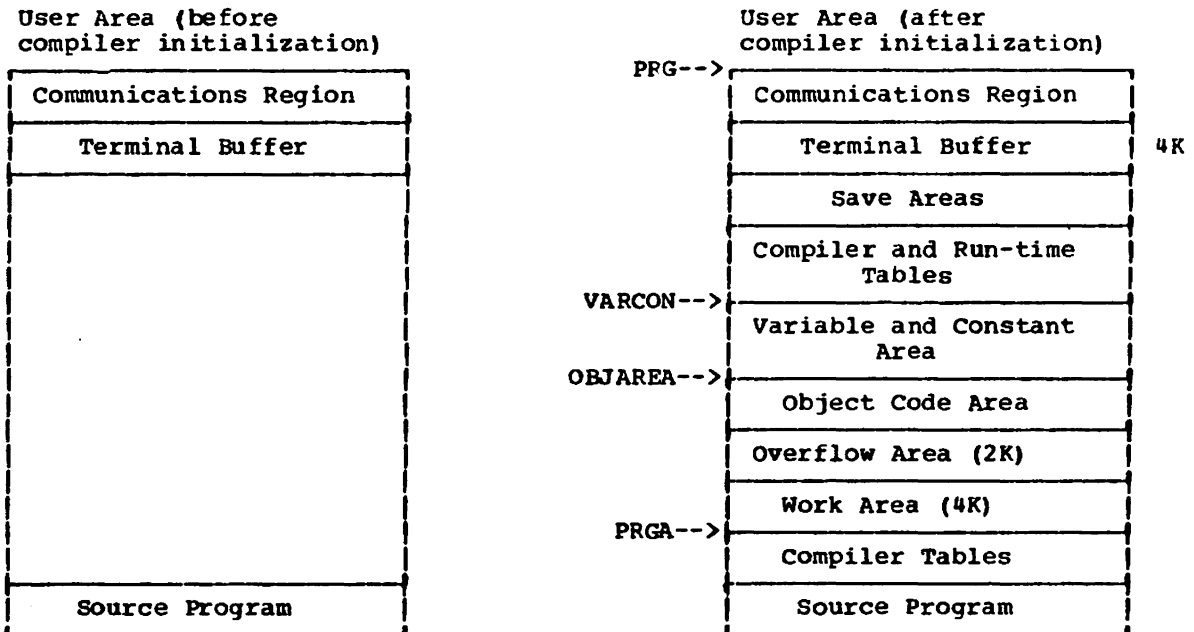 User Area (before
compiler initialization)
Communications Region
Terminal Buffer
Source Program
User Area (after
compiler initialization)
PRG-->
Communications Region
Terminal Buffer
4K
Save Areas
Compiler and Run-time
Tables
VARCON-->
Variable and Constant
Area
OBJAREA-->
Object Code Area
Overflow Area (2K)
Work Area (4K)
PRGA-->
Compiler Tables
Source Program